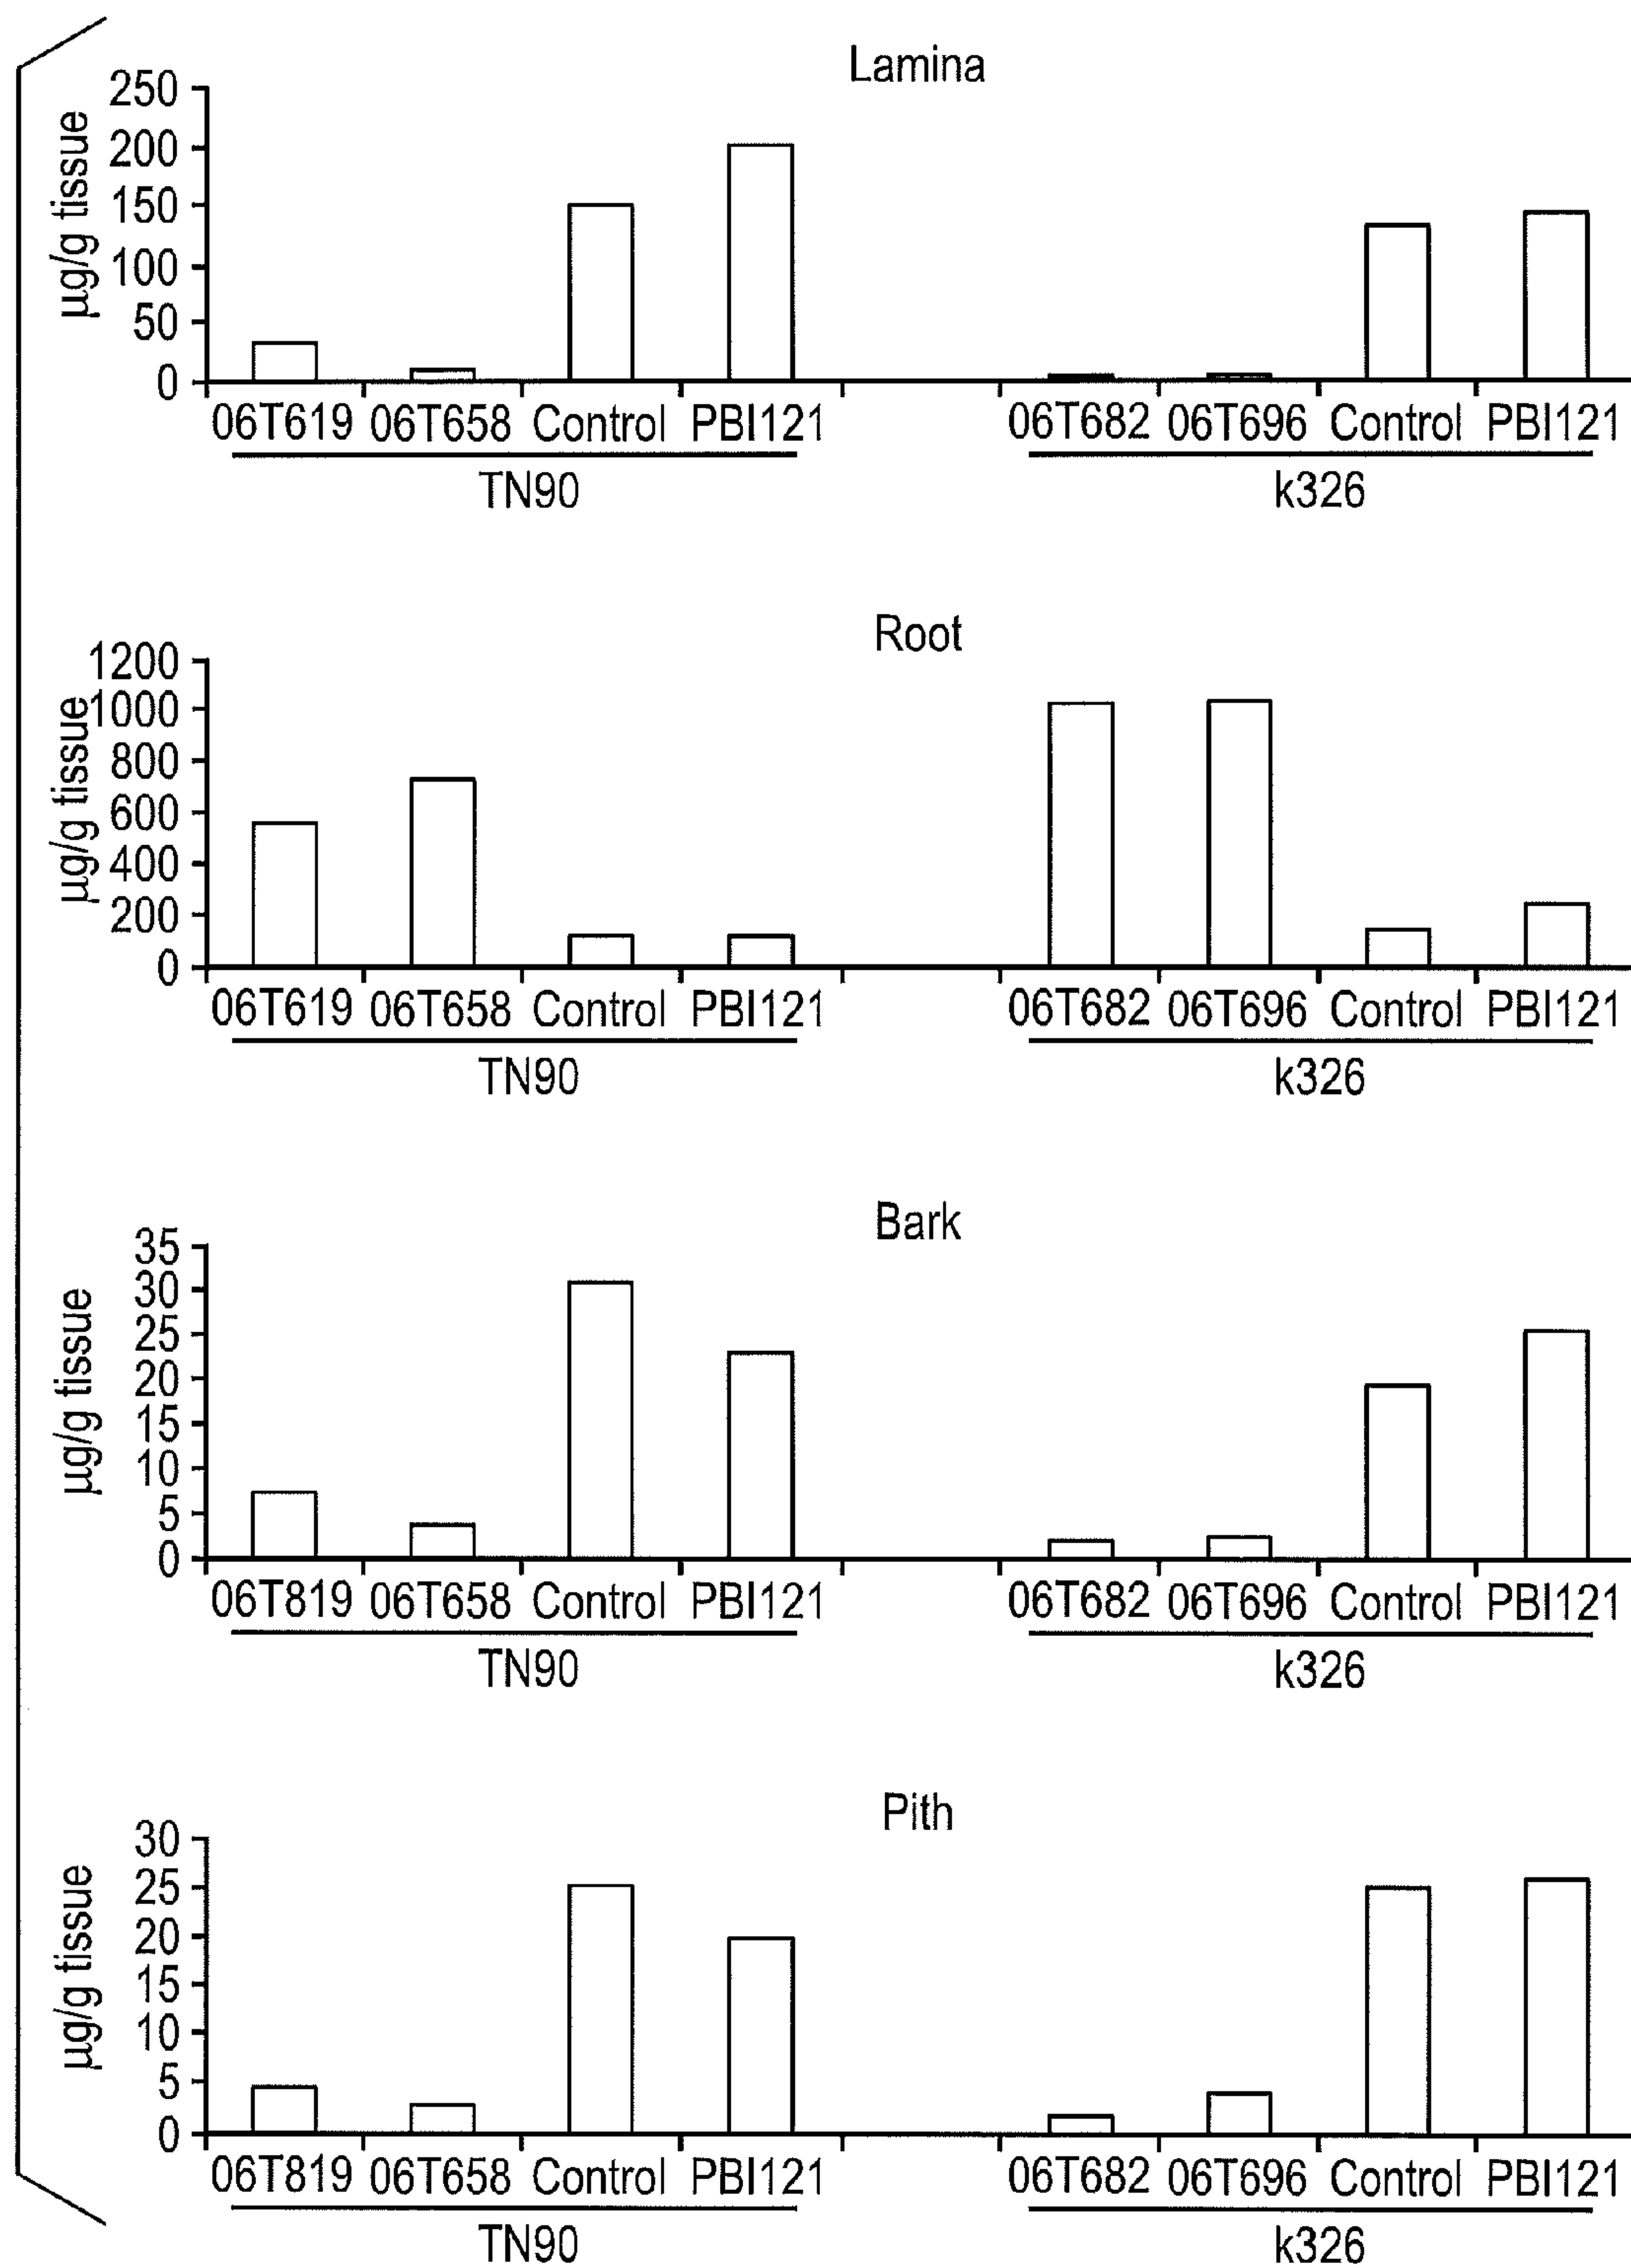 Lamina
µg/g tissue
250
200
150
100
50
0
06T619 06T658 Control PBI121 06T682 06T696 Control PBI121
TN90 k326
Root
µg/g tissue
1200
1000
800
600
400
200
0
06T619 06T658 Control PBI121 06T682 06T696 Control PBI121
TN90 k326
Bark
µg/g tissue
35
30
25
20
15
10
5
0
06T819 06T658 Control PBI121 06T682 06T696 Control PBI121
TN90 k326
Pith
µg/g tissue
30
25
20
15
10
5
0
06T819 06T658 Control PBI121 06T682 06T696 Control PBI121
TN90 k326